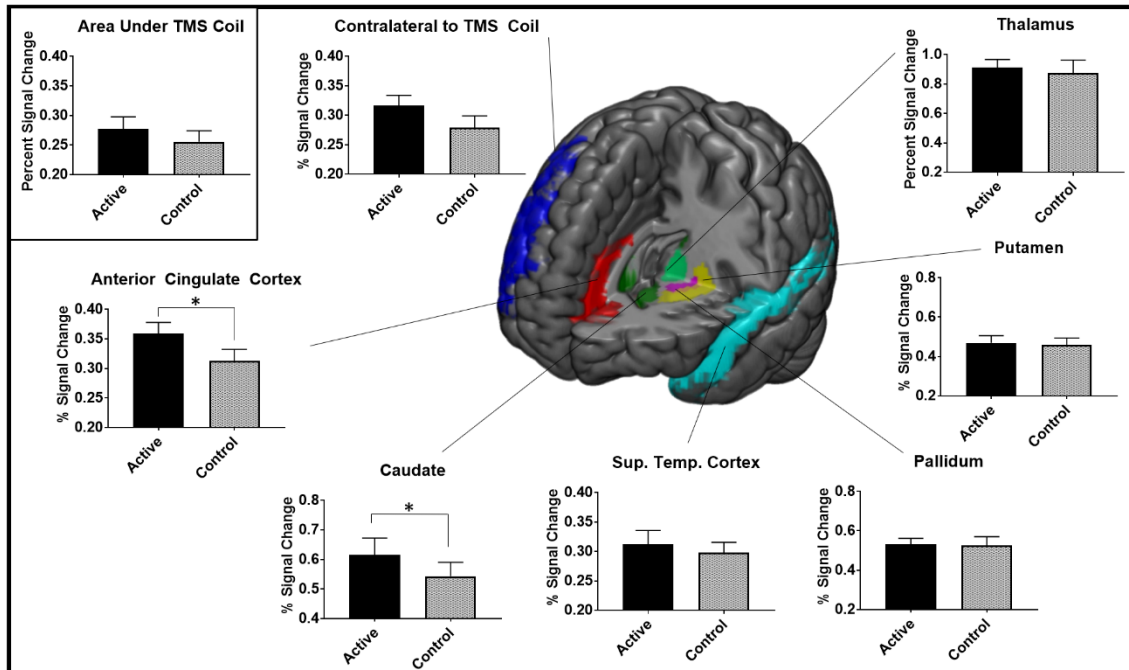 Area Under TMS Coil
Percent Signal Change
0.40
0.35
0.30
0.25
0.20
Active
Control
Contralateral to TMS Coil
% Signal Change
0.40
0.35
0.30
0.25
0.20
Active
Control
Thalamus
Percent Signal Change
1.0
0.8
0.6
0.4
0.2
Active
Control
Anterior Cingulate Cortex
*
% Signal Change
0.40
0.35
0.30
0.25
0.20
Active
Control
Putamen
% Signal Change
0.8
0.6
0.4
0.2
Active
Control
Caudate
*
% Signal Change
0.8
0.7
0.6
0.5
0.4
Active
Control
Sup. Temp. Cortex
% Signal Change
0.40
0.35
0.30
0.25
0.20
Active
Control
Pallidum
% Signal Change
0.8
0.6
0.4
0.2
Active
Control